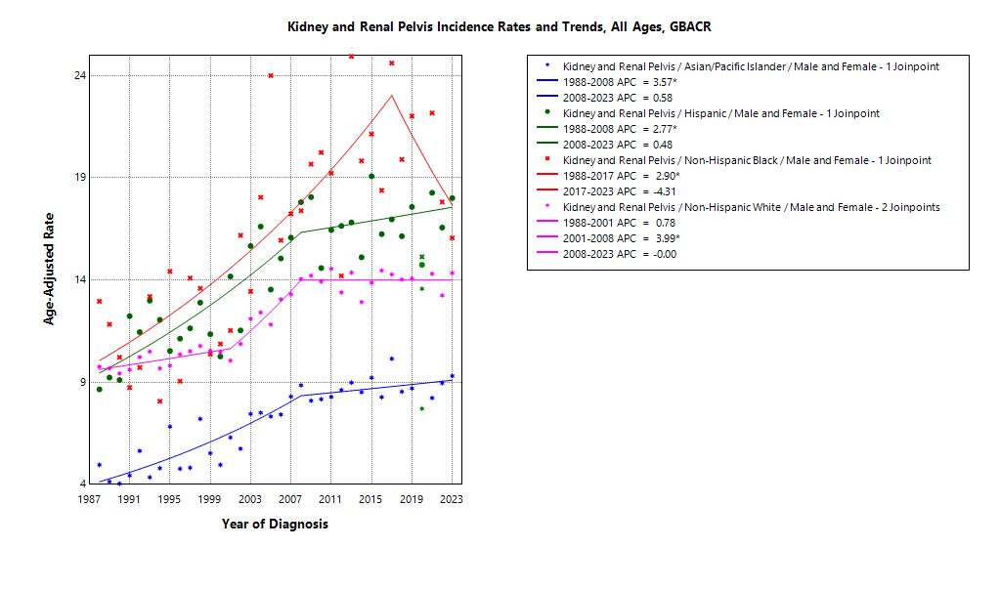 Kidney and Renal Pelvis Incidence Rates and Trends, All Ages, GBACR
Kidney and Renal Pelvis / Asian/Pacific Islander / Male and Female - 1 Joinpoint
1988-2008 APC = 3.57*
2008-2023 APC = 0.58
Kidney and Renal Pelvis / Hispanic / Male and Female - 1 Joinpoint
1988-2008 APC = 2.77*
2008-2023 APC = 0.48
Kidney and Renal Pelvis / Non-Hispanic Black / Male and Female - 1 Joinpoint
1988-2017 APC = 2.90*
2017-2023 APC = -4.31
Kidney and Renal Pelvis / Non-Hispanic White / Male and Female - 2 Joinpoints
1988-2001 APC = 0.78
2001-2008 APC = 3.99*
2008-2023 APC = -0.00
Age-Adjusted Rate
24
19
14
9
4
1987 1991 1995 1999 2003 2007 2011 2015 2019 2023
Year of Diagnosis